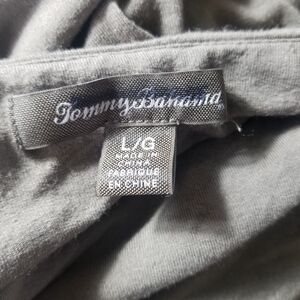 Tommy Bahama
L/G
MADE IN
CHINA
FABRIQUÉ
EN CHINE